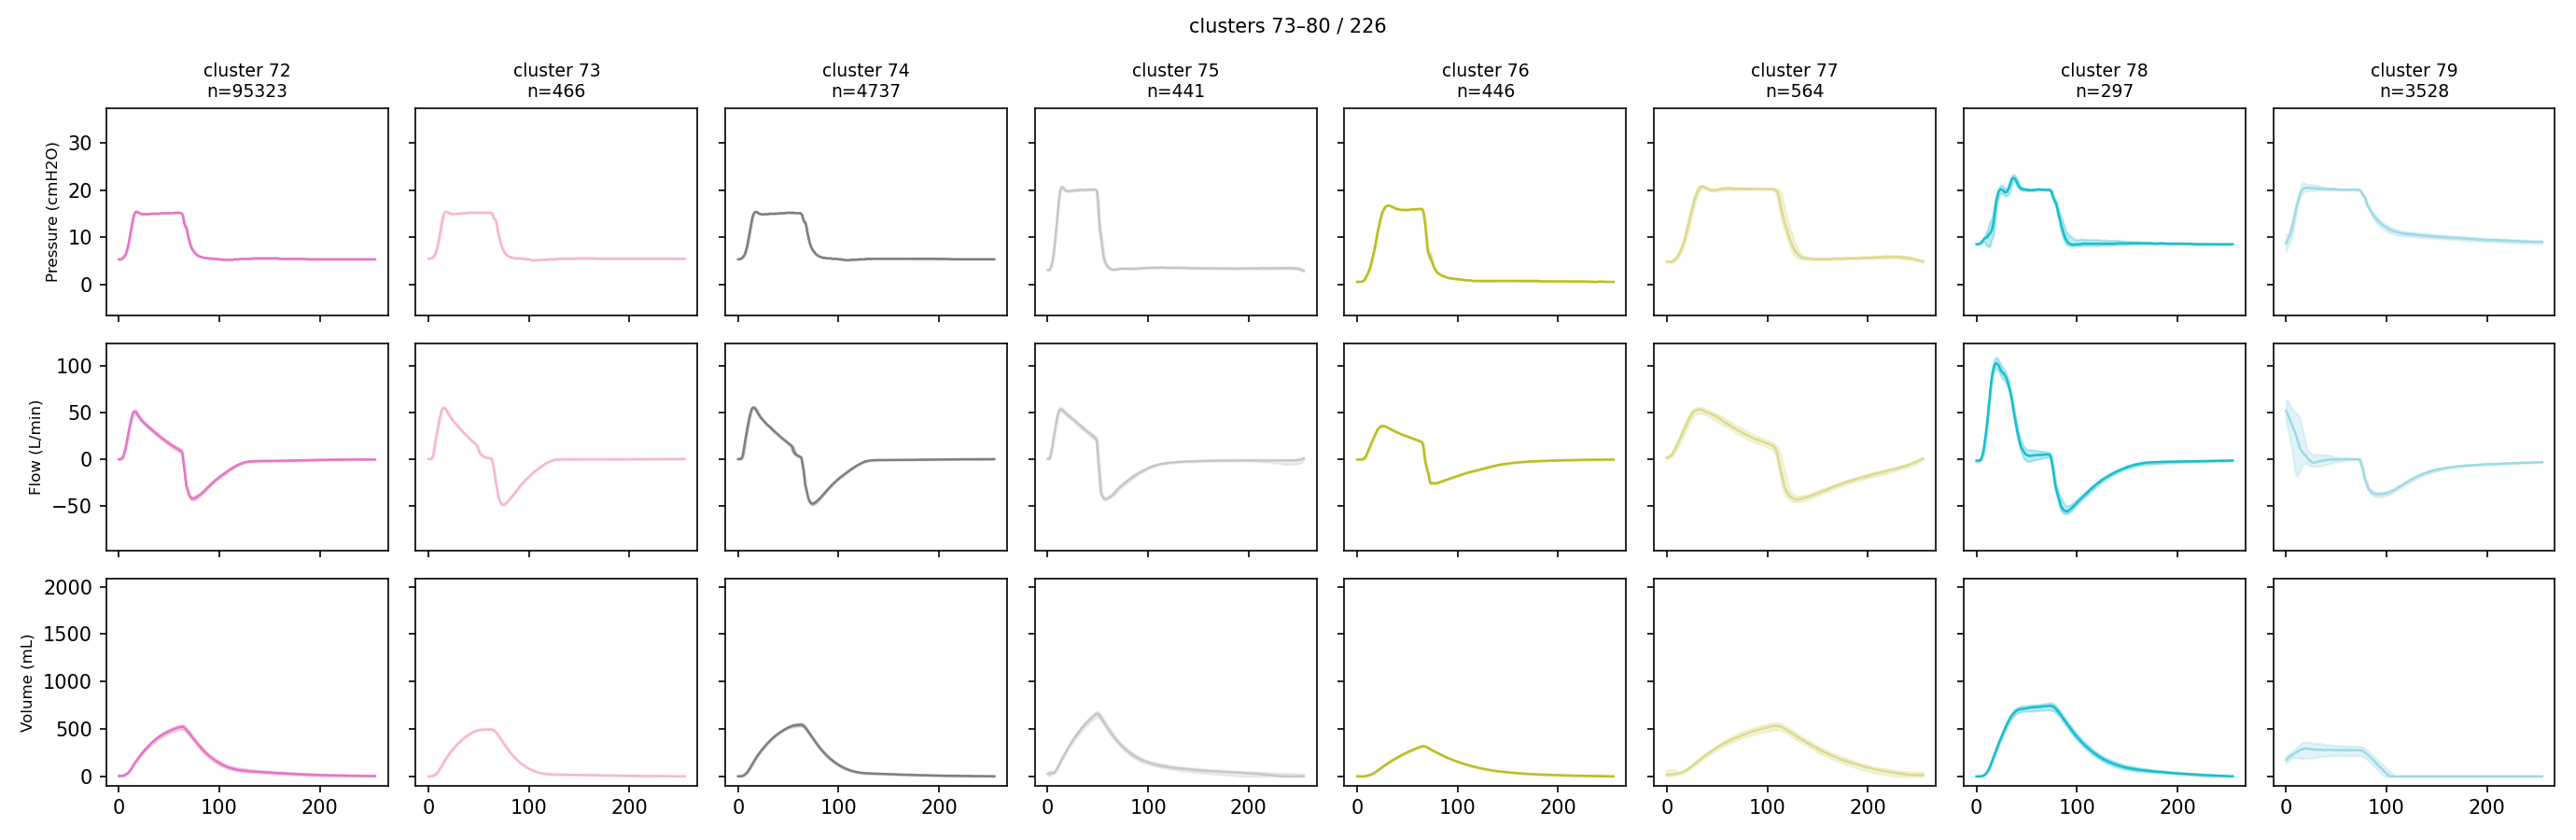 clusters 73–80 / 226
cluster 72
n=95323
cluster 73
n=466
cluster 74
n=4737
cluster 75
n=441
cluster 76
n=446
cluster 77
n=564
cluster 78
n=297
cluster 79
n=3528
Pressure (cmH2O)
30
20
10
0
0 100 200
0 100 200
0 100 200
0 100 200
0 100 200
0 100 200
0 100 200
0 100 200
Flow (L/min)
100
50
0
−50
Volume (mL)
2000
1500
1000
500
0